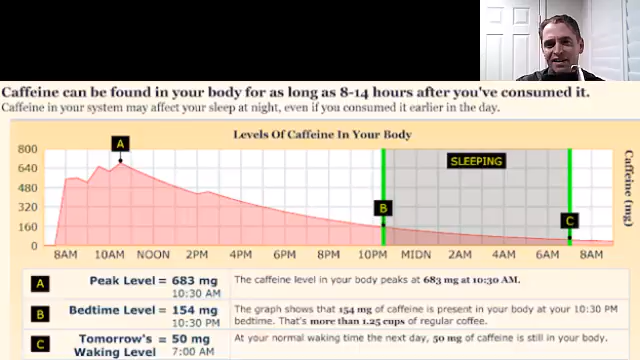 Caffeine can be found in your body for as long as 8-14 hours after you've consumed it.
Caffeine in your system may affect your sleep at night, even if you consumed it earlier in the day.
Levels Of Caffeine In Your Body
800
640
480
320
160
0
A
B
C
SLEEPING
Caffeine (mg)
8AM 10AM NOON 2PM 4PM 6PM 8PM 10PM MIDN 2AM 4AM 6AM 8AM
A Peak Level = 683 mg
10:30 AM
The caffeine level in your body peaks at 683 mg at 10:30 AM.
B Bedtime Level = 154 mg
10:30 PM
The graph shows that 154 mg of caffeine is present in your body at your 10:30 PM
bedtime. That's more than 1.25 cups of regular coffee.
C Tomorrow's = 50 mg
Waking Level 7:00 AM
At your normal waking time the next day, 50 mg of caffeine is still in your body.